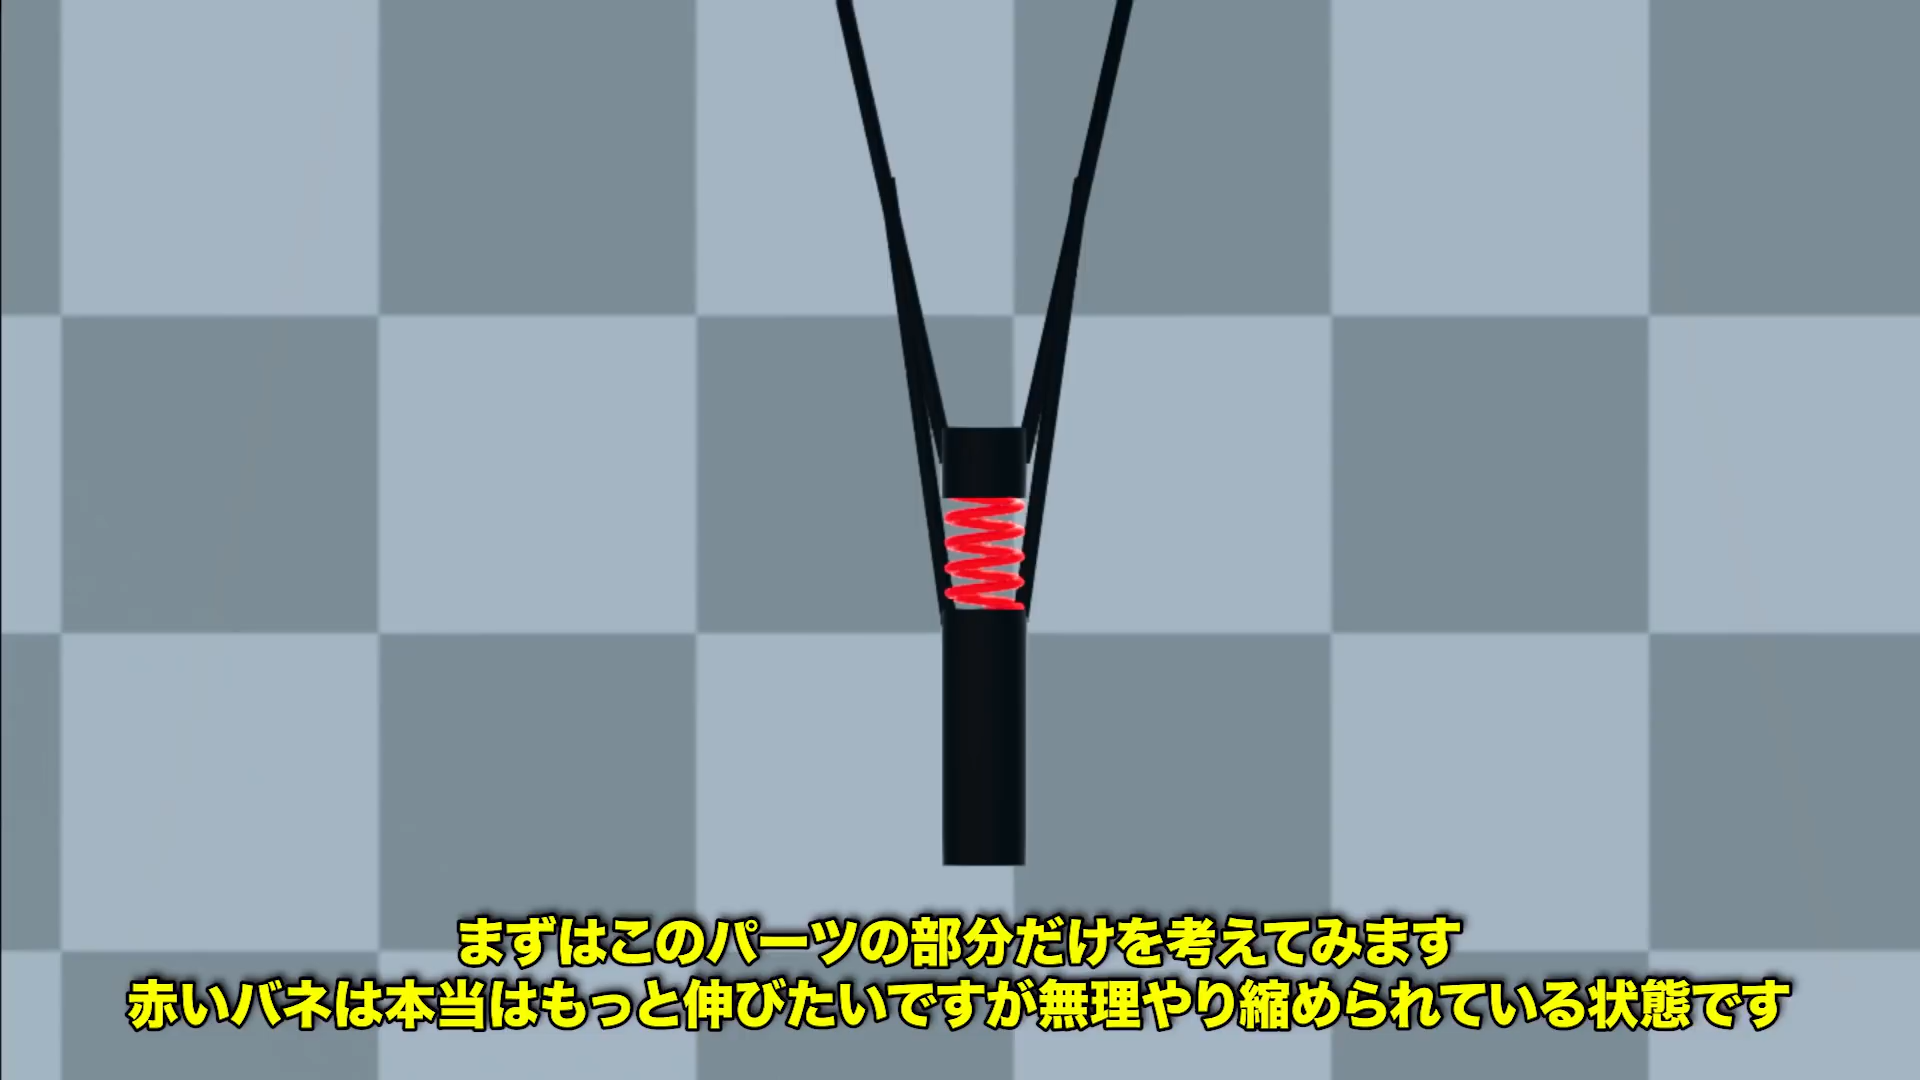 まずはこのパーツの部分だけを考えてみます
赤いバネは本当はもっと伸びたいですが無理やり縮められている状態です